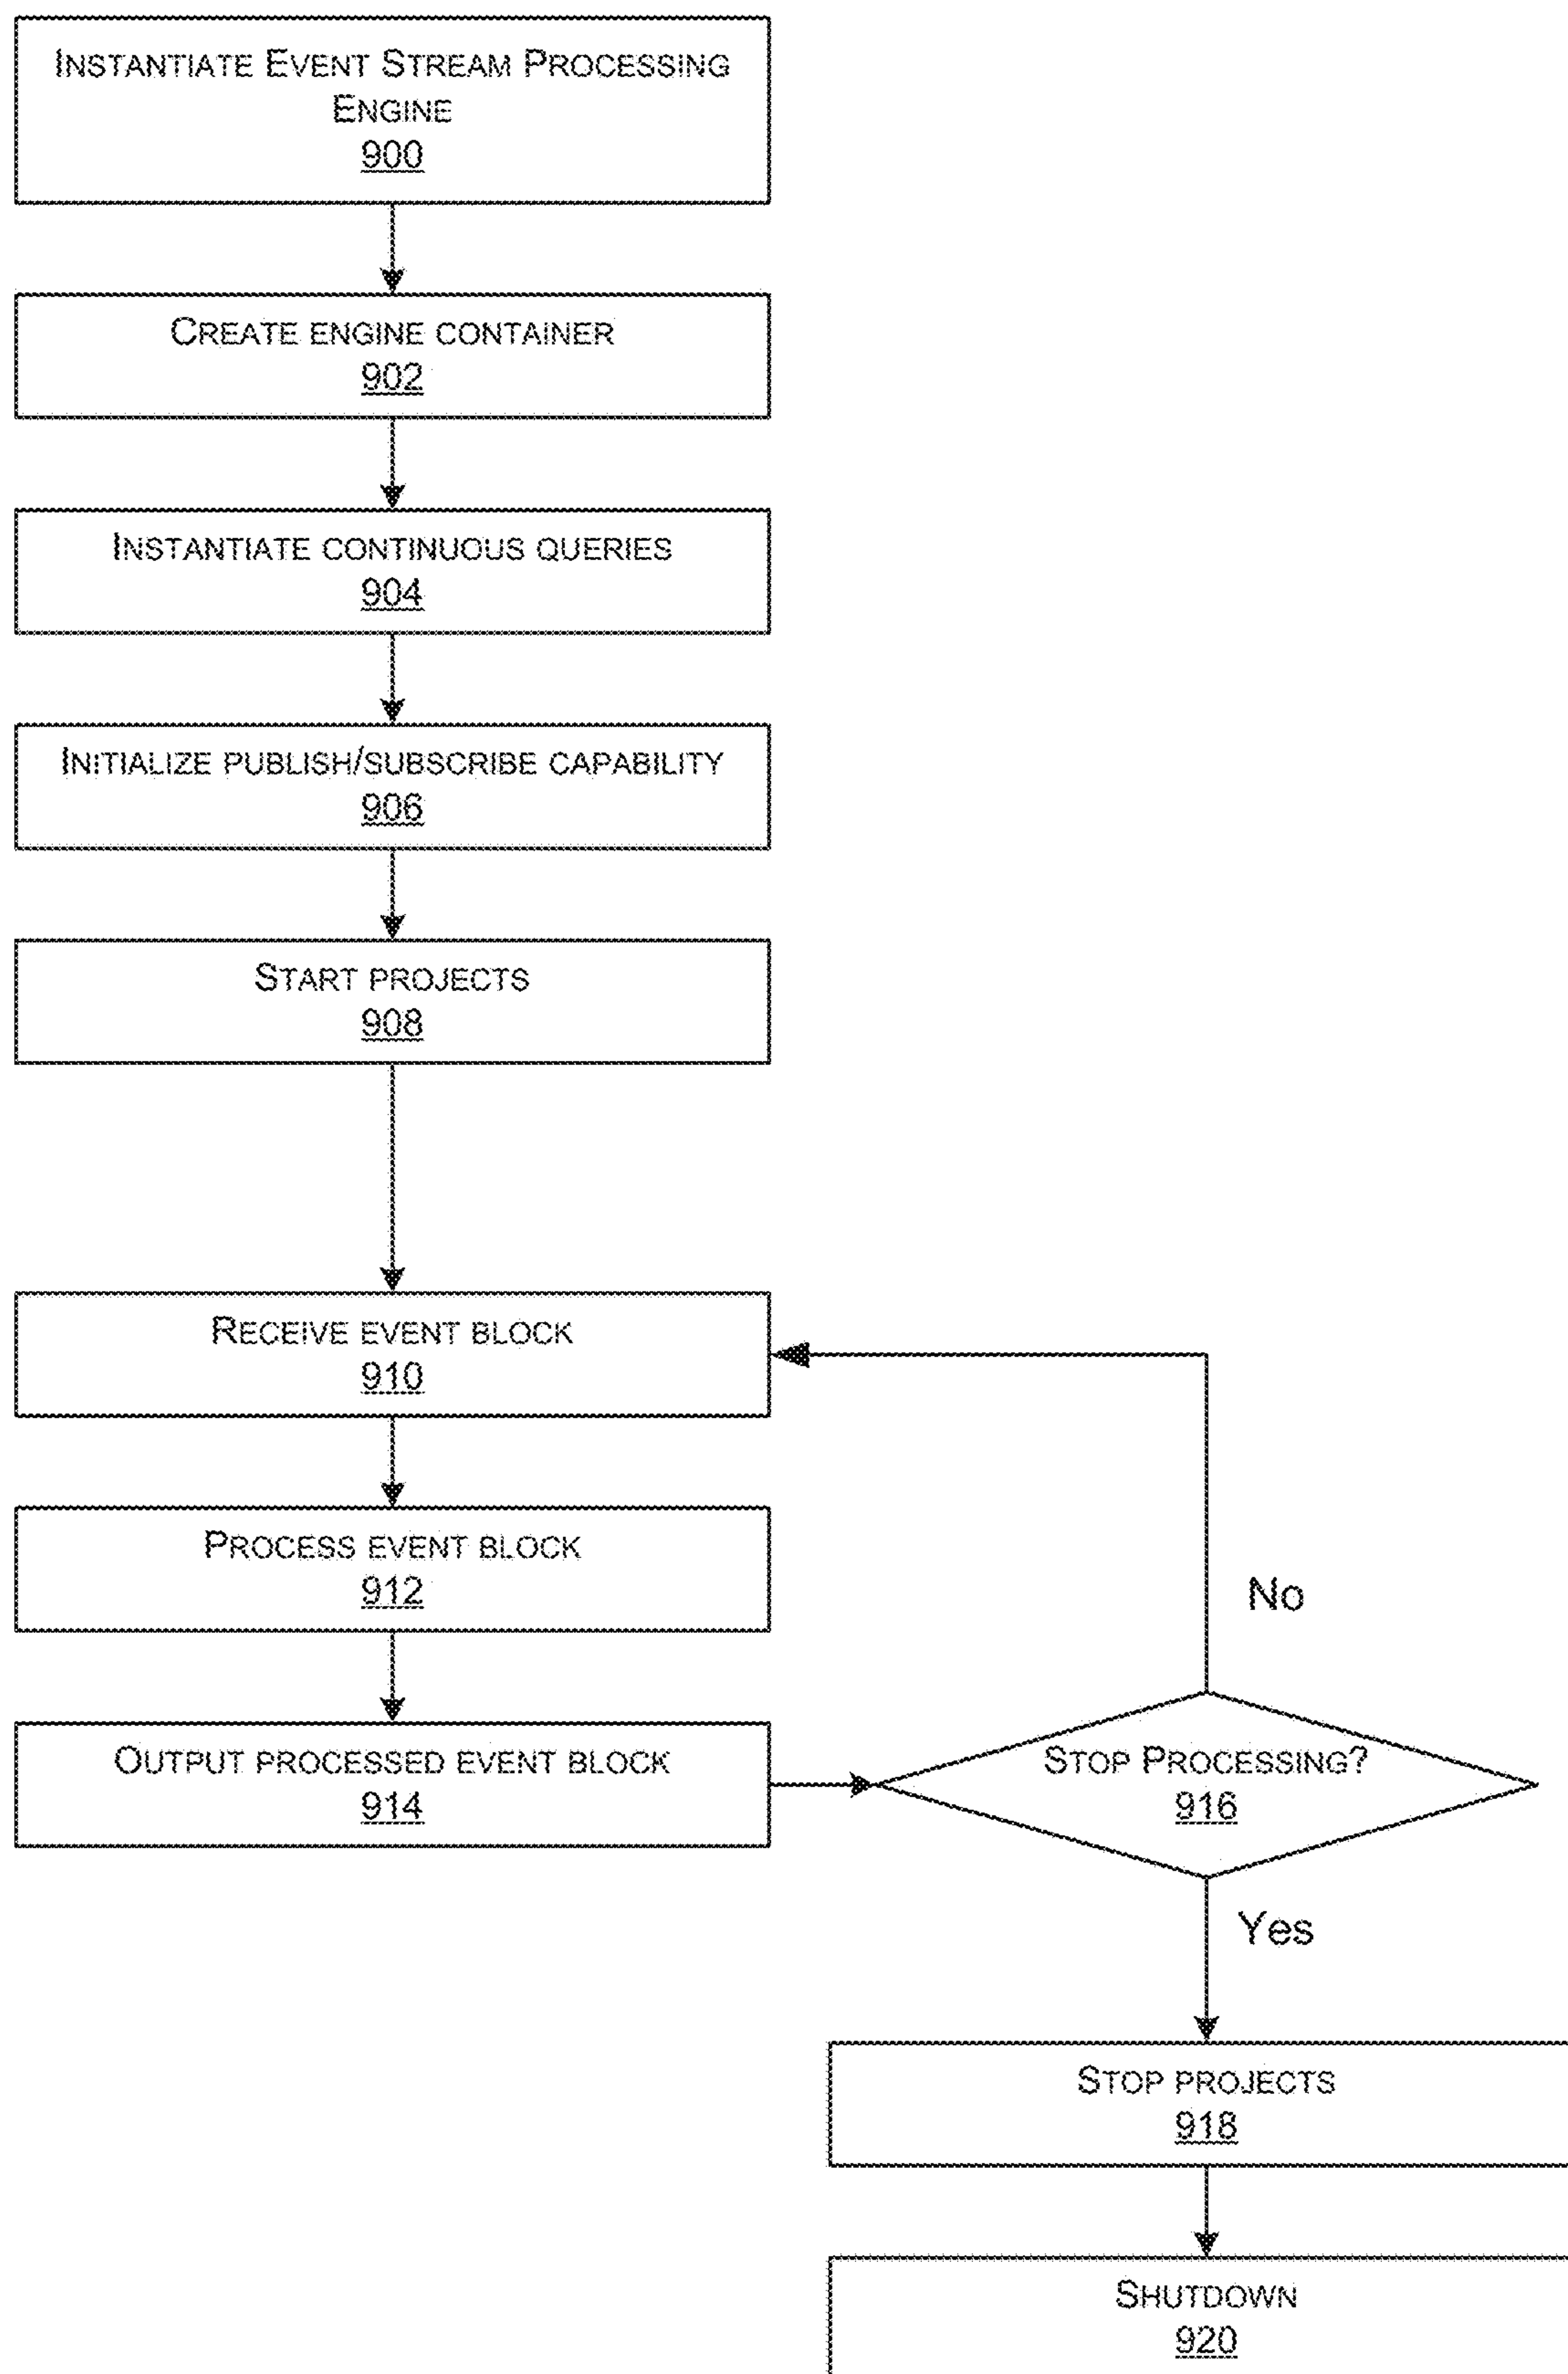 INSTANTIATE EVENT STREAM PROCESSING
ENGINE
900
CREATE ENGINE CONTAINER
902
INSTANTIATE CONTINUOUS QUERIES
904
INITIALIZE PUBLISH/SUBSCRIBE CAPABILITY
906
START PROJECTS
908
RECEIVE EVENT BLOCK
910
PROCESS EVENT BLOCK
912
No
OUTPUT PROCESSED EVENT BLOCK
914
STOP PROCESSING?
916
Yes
STOP PROJECTS
918
SHUTDOWN
920